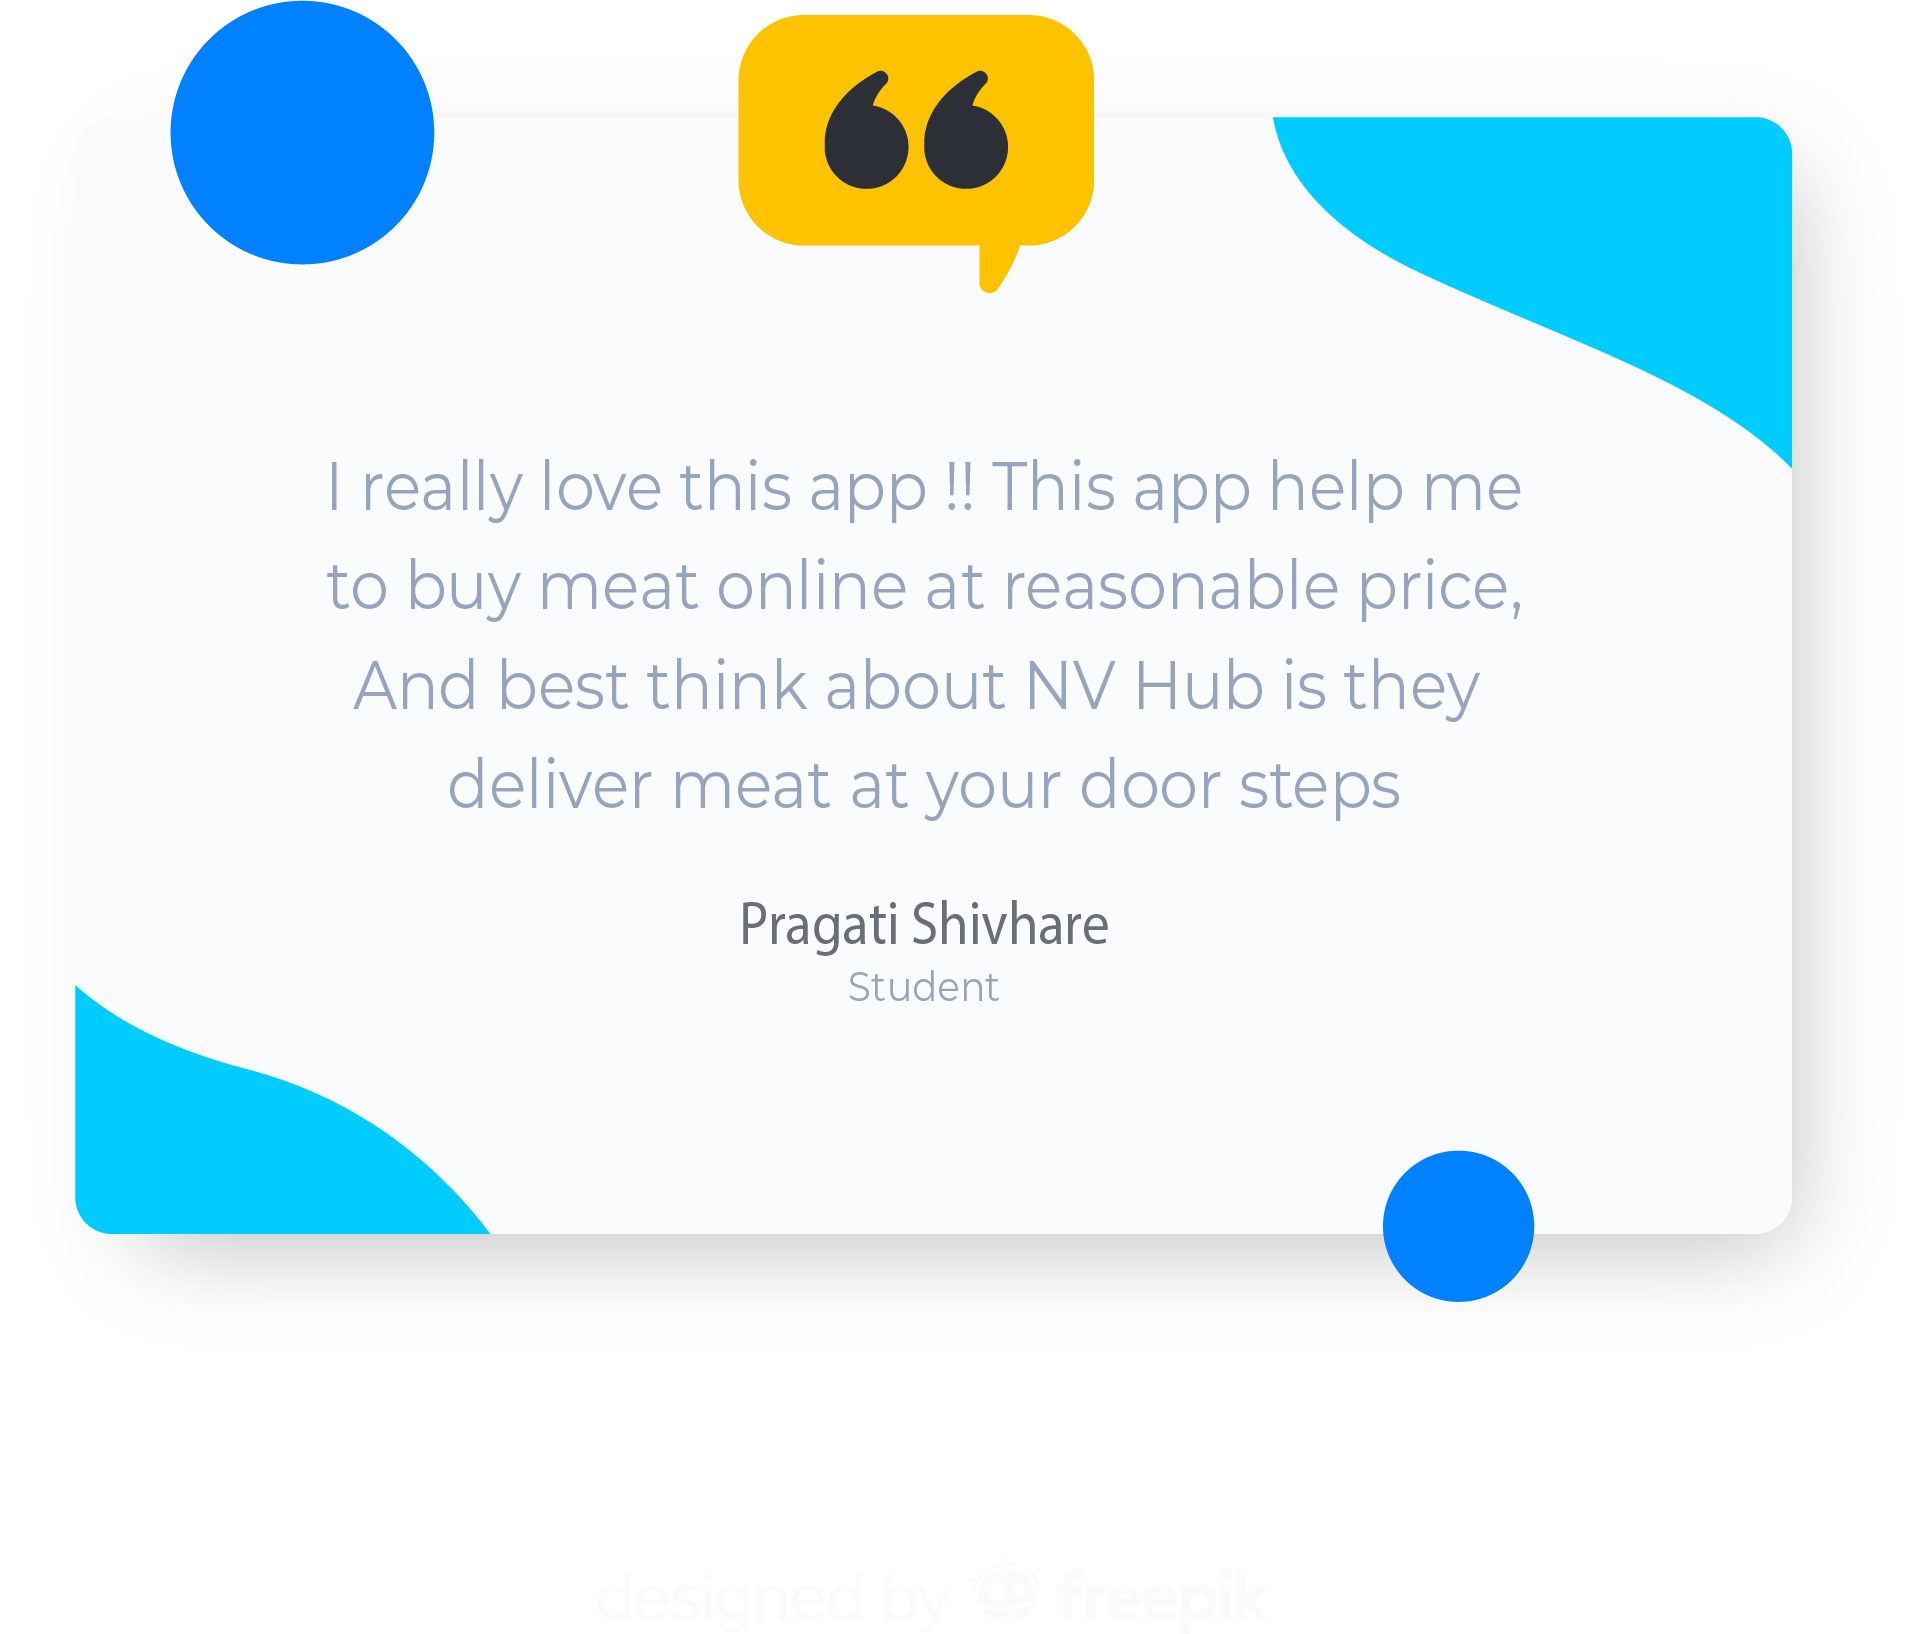 I really love this app !! This app help me
to buy meat online at reasonable price,
And best think about NV Hub is they
deliver meat at your door steps
Pragati Shivhare
Student
designed by freepik